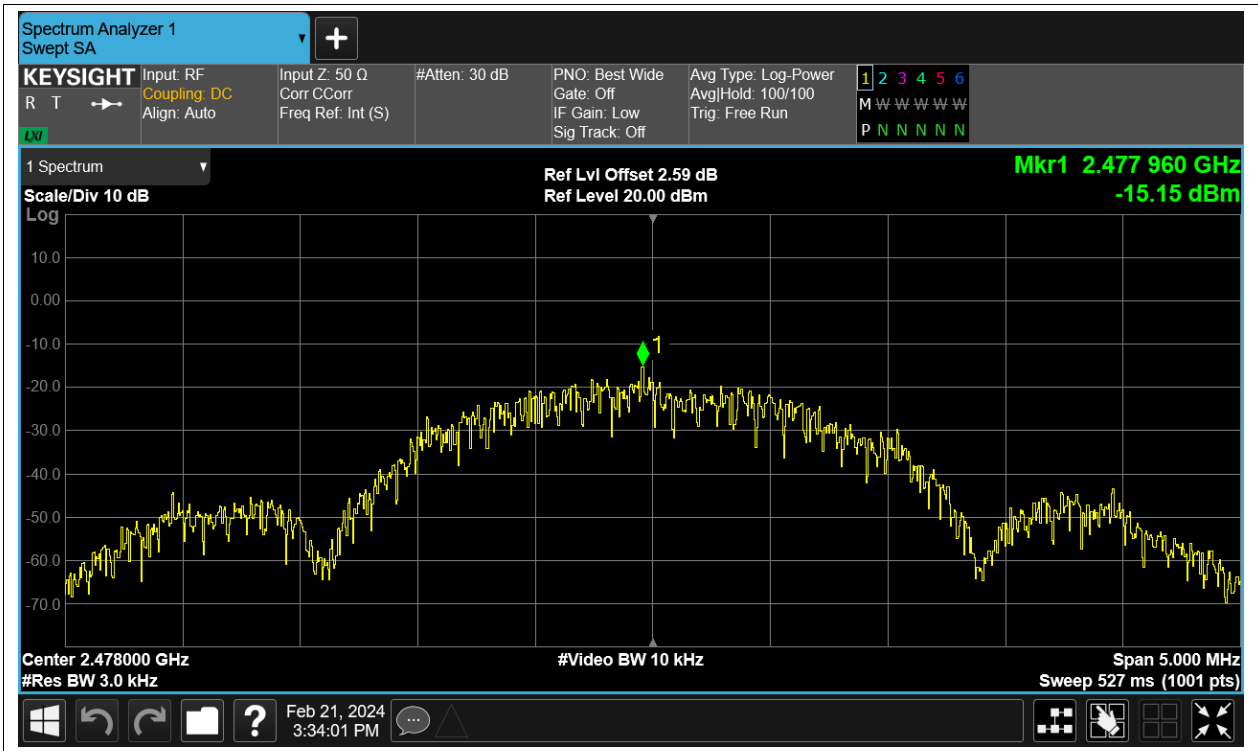 Spectrum Analyzer 1
Swept SA
KEYSIGHT
R T
LXI
Input: RF
Coupling: DC
Align: Auto
Input Z: 50 Ω
Corr CCorr
Freq Ref: Int (S)
#Atten: 30 dB
PNO: Best Wide
Gate: Off
IF Gain: Low
Sig Track: Off
Avg Type: Log-Power
Avg|Hold: 100/100
Trig: Free Run
1 2 3 4 5 6
M W W W W W
P N N N N N
1 Spectrum
Scale/Div 10 dB
Log
Ref Lvl Offset 2.59 dB
Ref Level 20.00 dBm
Mkr1 2.477 960 GHz
-15.15 dBm
10.0
0.00
-10.0
1
-20.0
-30.0
-40.0
-50.0
-60.0
-70.0
Center 2.478000 GHz
#Video BW 10 kHz
Span 5.000 MHz
#Res BW 3.0 kHz
Sweep 527 ms (1001 pts)
?
Feb 21, 2024
3:34:01 PM